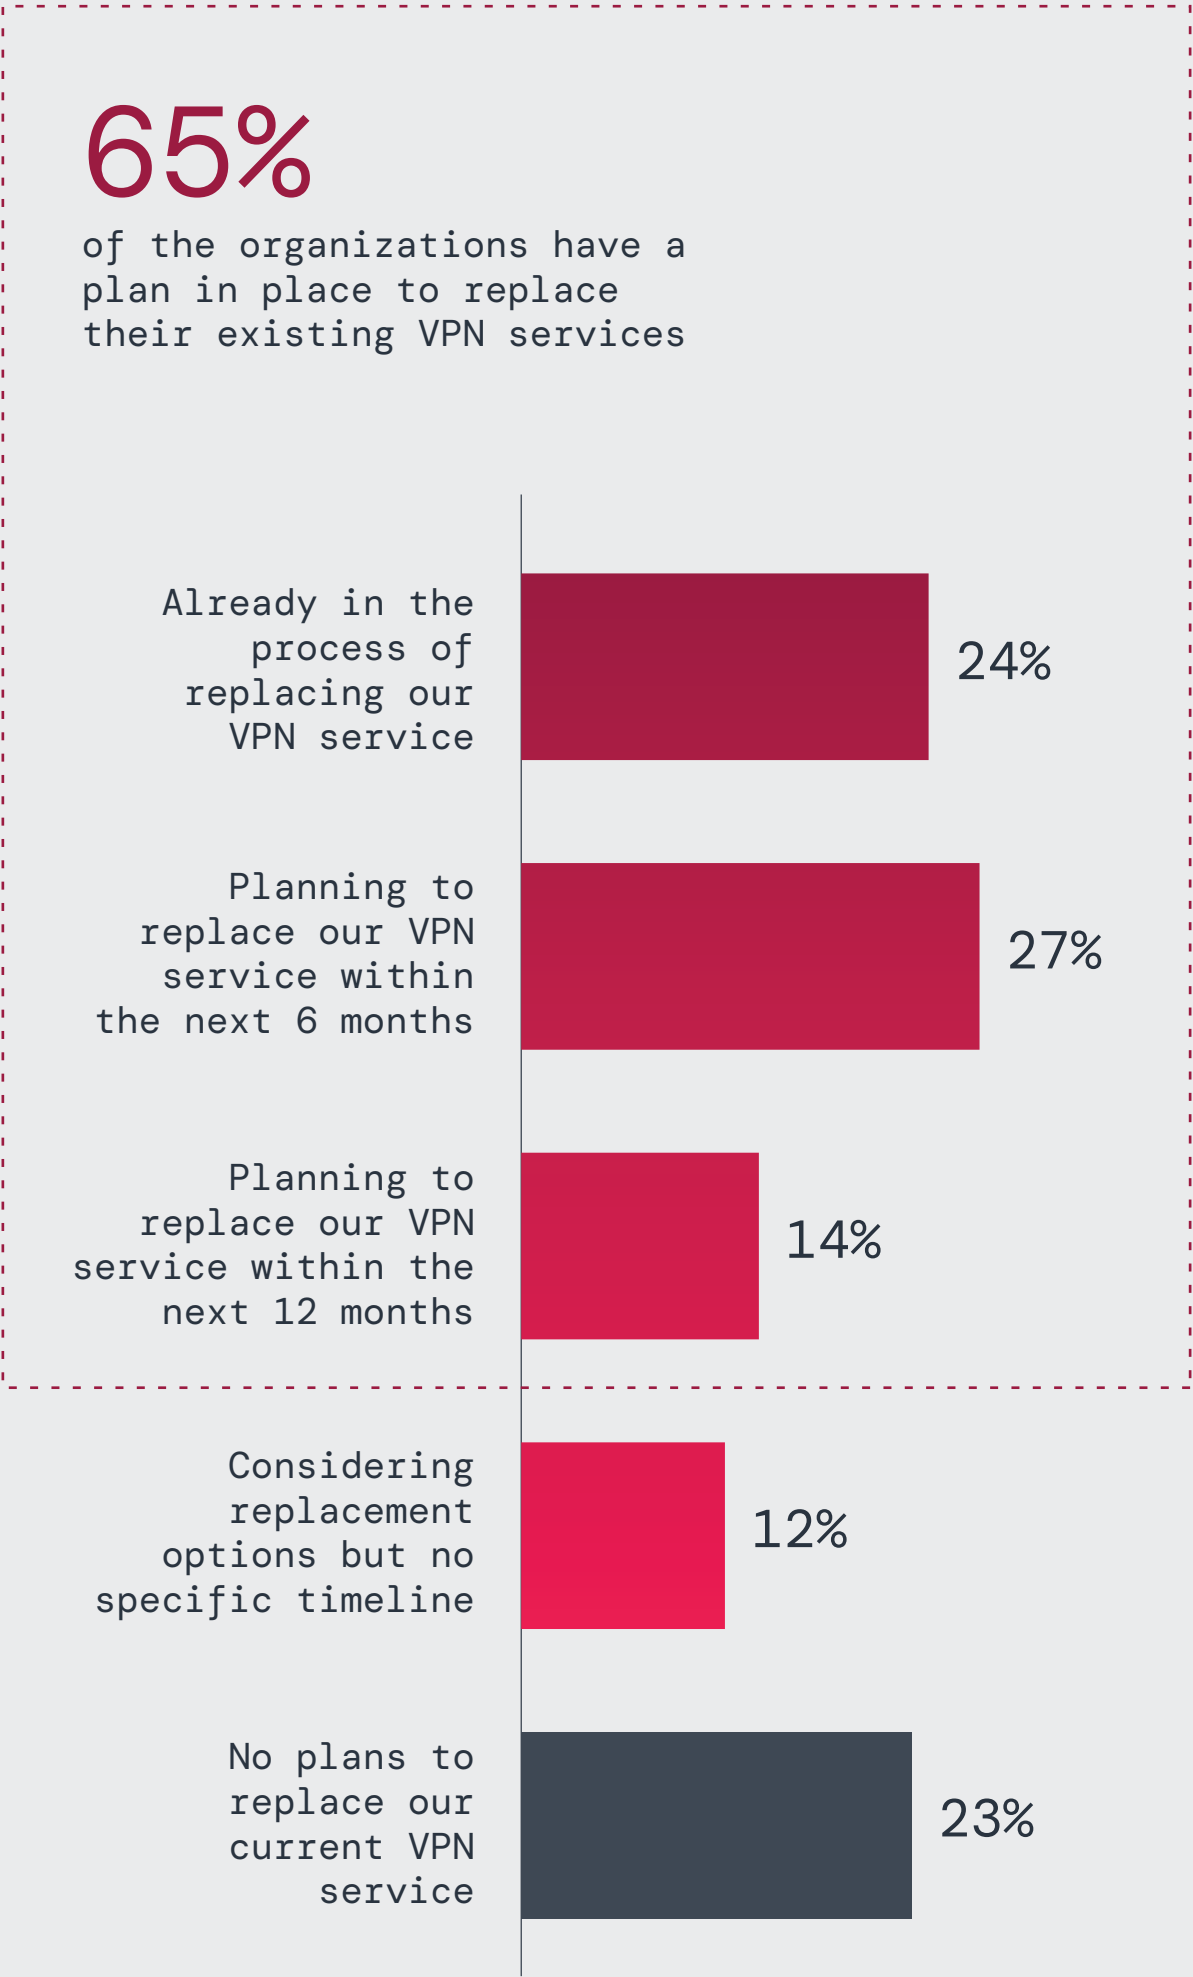 65%
of the organizations have a
plan in place to replace
their existing VPN services
Already in the
process of
replacing our
VPN service
24%
Planning to
replace our VPN
service within
the next 6 months
27%
Planning to
replace our VPN
service within the
next 12 months
14%
Considering
replacement
options but no
specific timeline
12%
No plans to
replace our
current VPN
service
23%